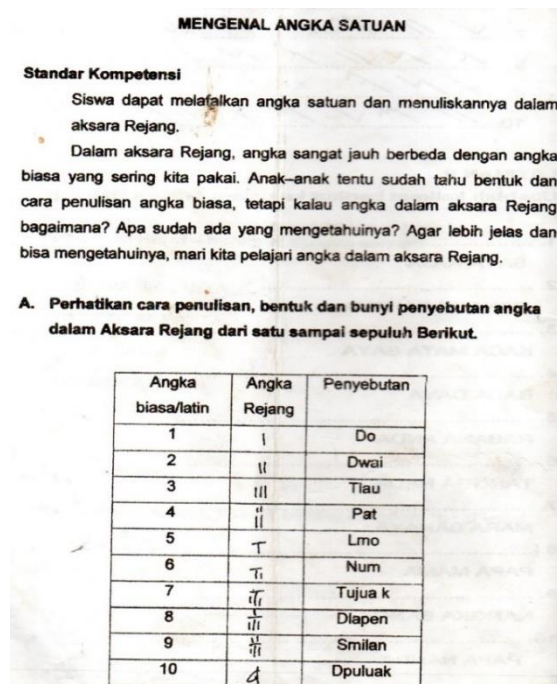 MENGENAL ANGKA SATUAN
Standar Kompetensi
Siswa dapat melafalkan angka satuan dan menuliskannya dalam
aksara Rejang.
Dalam aksara Rejang, angka sangat jauh berbeda dengan angka
biasa yang sering kita pakai. Anak–anak tentu sudah tahu bentuk dan
cara penulisan angka biasa, tetapi kalau angka dalam aksara Rejang
bagaimana? Apa sudah ada yang mengetahuinya? Agar lebih jelas dan
bisa mengetahuinya, mari kita pelajari angka dalam aksara Rejang.
A. Perhatikan cara penulisan, bentuk dan bunyi penyebutan angka
dalam Aksara Rejang dari satu sampai sepuluh Berikut.
Angka biasa/latin Angka Rejang Penyebutan
1 Do
2 Dwai
3 Tlau
4 Pat
5 Lmo
6 Num
7 Tujua k
8 Dlapen
9 Smilan
10 Dpuluak